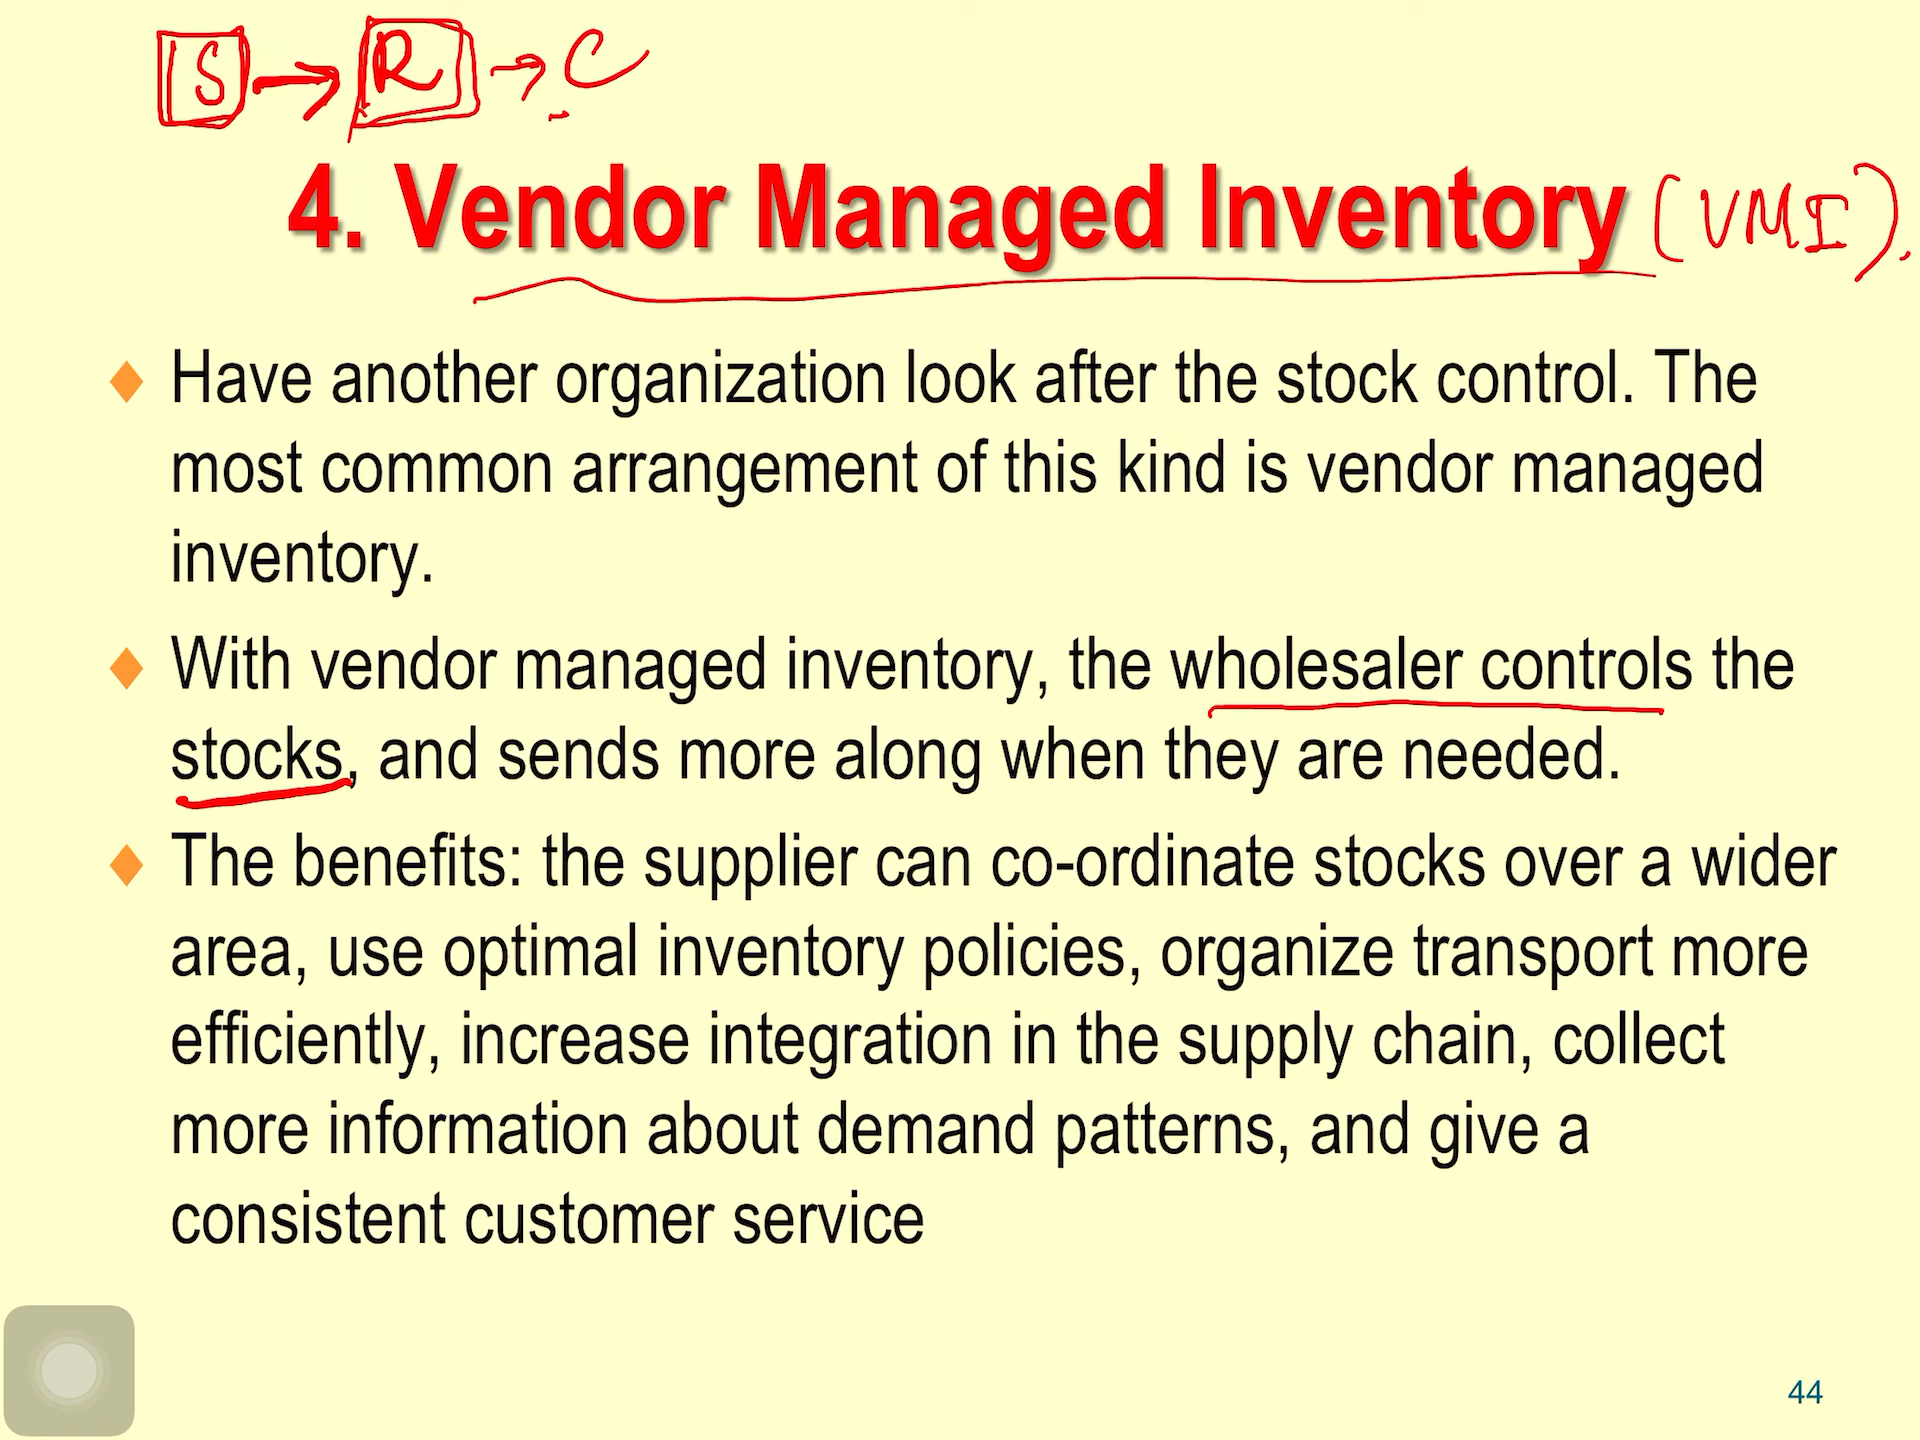 S → R → C
4. Vendor Managed Inventory (VMI).
Have another organization look after the stock control. The
most common arrangement of this kind is vendor managed
inventory.
With vendor managed inventory, the wholesaler controls the
stocks, and sends more along when they are needed.
The benefits: the supplier can co-ordinate stocks over a wider
area, use optimal inventory policies, organize transport more
efficiently, increase integration in the supply chain, collect
more information about demand patterns, and give a
consistent customer service
44